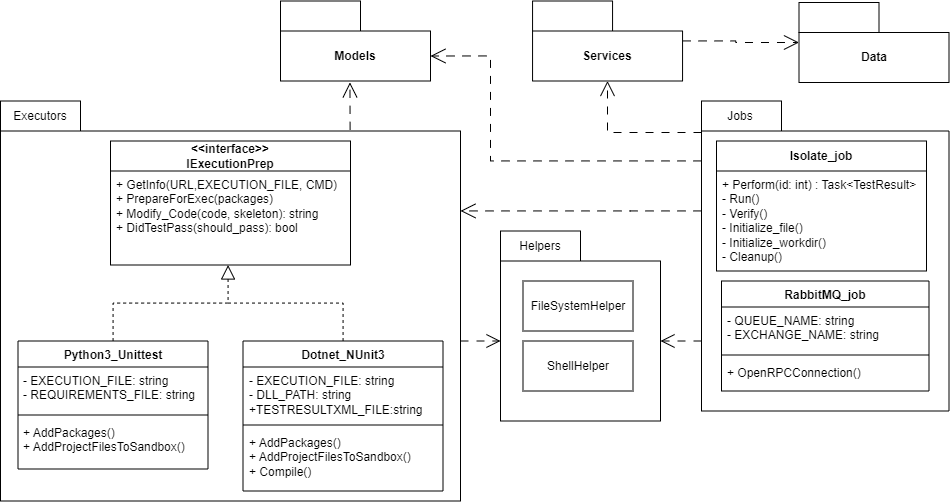 Models
Services
Data
Executors
<<interface>>
IExecutionPrep
+ GetInfo(URL,EXECUTION_FILE, CMD)
+ PrepareForExec(packages)
+ Modify_Code(code, skeleton): string
+ DidTestPass(should_pass): bool
Python3_Unittest
- EXECUTION_FILE: string
- REQUIREMENTS_FILE: string
+ AddPackages()
+ AddProjectFilesToSandbox()
Dotnet_NUnit3
- EXECUTION_FILE: string
- DLL_PATH: string
+TESTRESULTXML_FILE:string
+ AddPackages()
+ AddProjectFilesToSandbox()
+ Compile()
Helpers
FileSystemHelper
ShellHelper
Jobs
Isolate_job
+ Perform(id: int) : Task<TestResult>
- Run()
- Verify()
- Initialize_file()
- Initialize_workdir()
- Cleanup()
RabbitMQ_job
- QUEUE_NAME: string
- EXCHANGE_NAME: string
+ OpenRPCConnection()